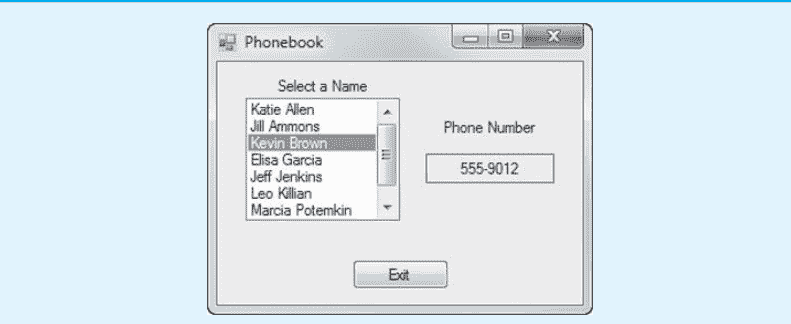 Phonebook
Select a Name
Katie Allen
Jill Ammons
Kevin Brown
Elisa Garcia
Jeff Jenkins
Leo Killian
Marcia Potemkin
Phone Number
555-9012
Exit